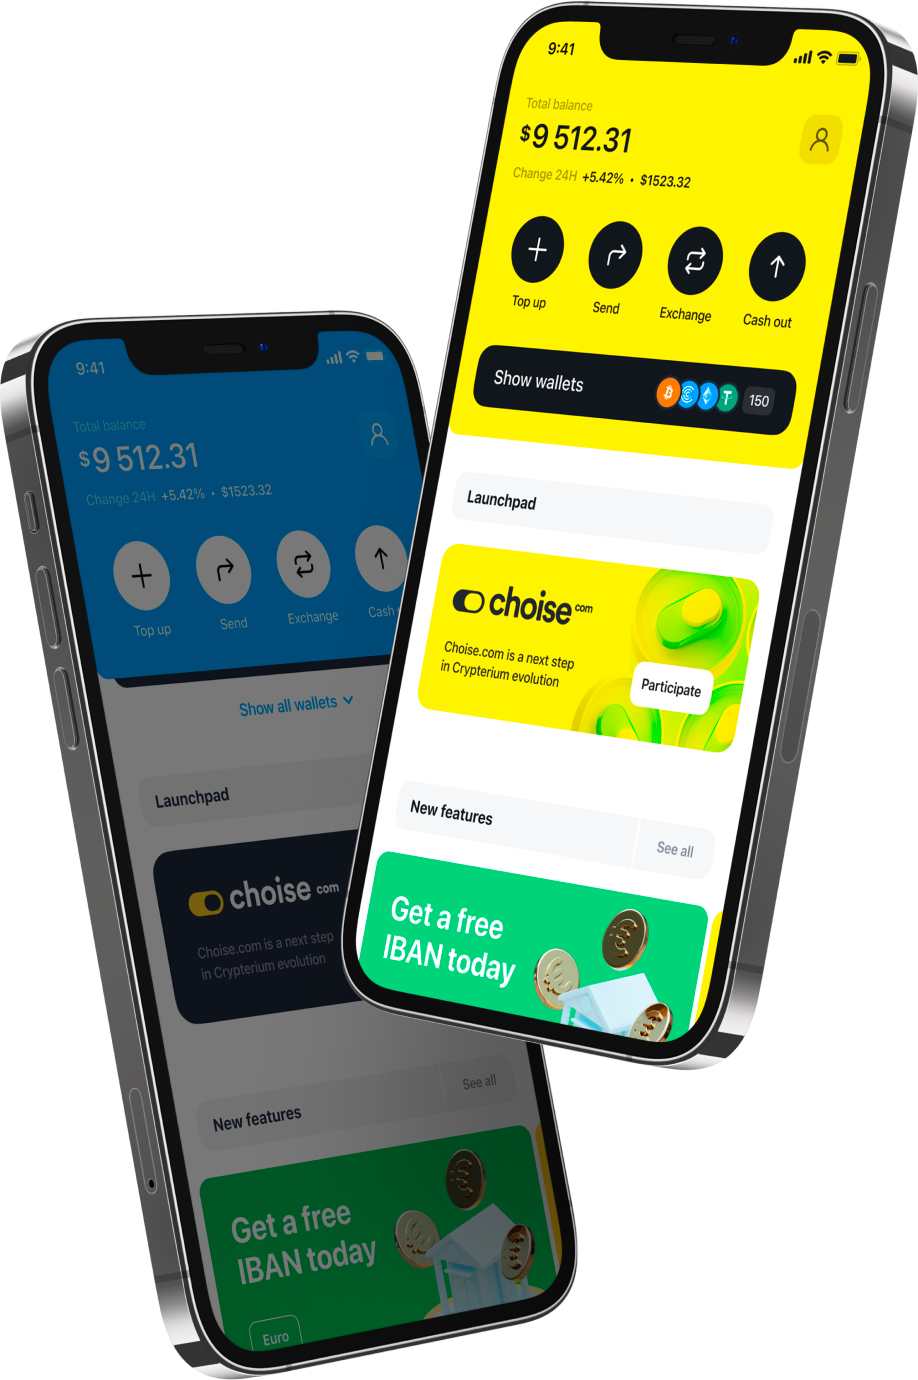 9:41
Total balance
$9 512.31
Change 24H +5.42% • $1523.32
Top up
Send
Exchange
Cash out
Show wallets
150
Launchpad
choise.com
Choise.com is a next step
in Crypterium evolution
Participate
New features
See all
Get a free
IBAN today
9:41
Total balance
$9 512.31
Change 24H +5.42% • $1523.32
Top up
Send
Exchange
Cash
Show all wallets
Launchpad
choise.com
Choise.com is a next step
in Crypterium evolution
New features
See all
Get a free
IBAN today
Euro